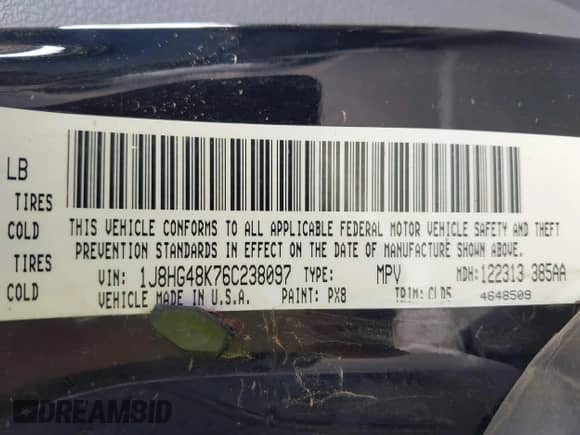 LB
TIRES
COLD THIS VEHICLE CONFORMS TO ALL APPLICABLE FEDERAL MOTOR VEHICLE SAFETY AND THEFT
TIRES PREVENTION STANDARDS IN EFFECT ON THE DATE OF MANUFACTURE SHOWN ABOVE.
COLD VIN: 1J8HG48K76C238097 TYPE: MPV MDH:122313 385AA
VEHICLE MADE IN U.S.A. PAINT: PX8 TRIM: CLD5 4648509
DREAMBID